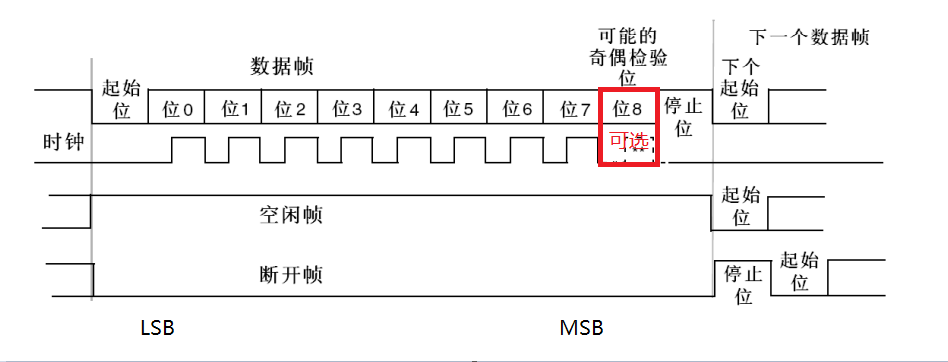 可能的
奇偶检验
位
下一个数据帧
数据帧
下个
起始
位
起始
位
位0
位1
位2
位3
位4
位5
位6
位7
位8
停止
位
时钟
可选
空闲帧
起始
位
断开帧
停止
位
起始
位
LSB
MSB